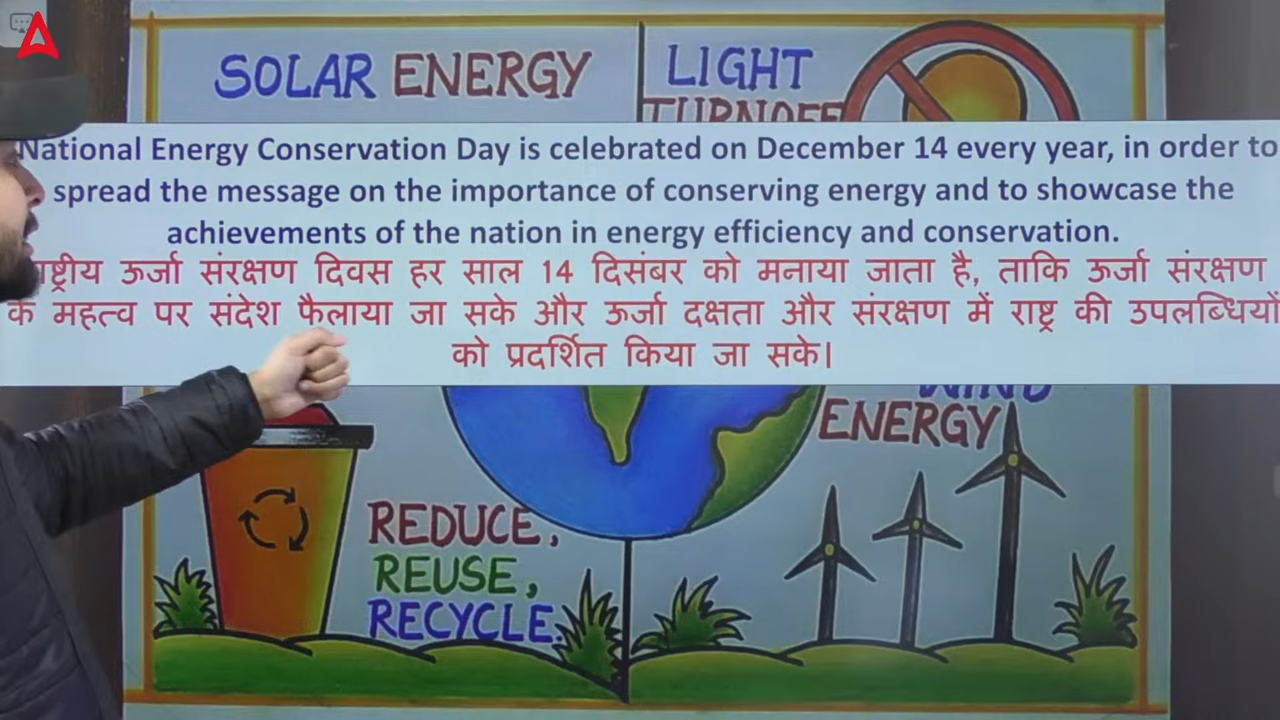 SOLAR ENERGY
LIGHT
TURNOFF
National Energy Conservation Day is celebrated on December 14 every year, in order to
spread the message on the importance of conserving energy and to showcase the
achievements of the nation in energy efficiency and conservation.
राष्ट्रीय ऊर्जा संरक्षण दिवस हर साल 14 दिसंबर को मनाया जाता है, ताकि ऊर्जा संरक्षण
के महत्व पर संदेश फैलाया जा सके और ऊर्जा दक्षता और संरक्षण में राष्ट्र की उपलब्धियों
को प्रदर्शित किया जा सके।
WIND
ENERGY
REDUCE,
REUSE,
RECYCLE.